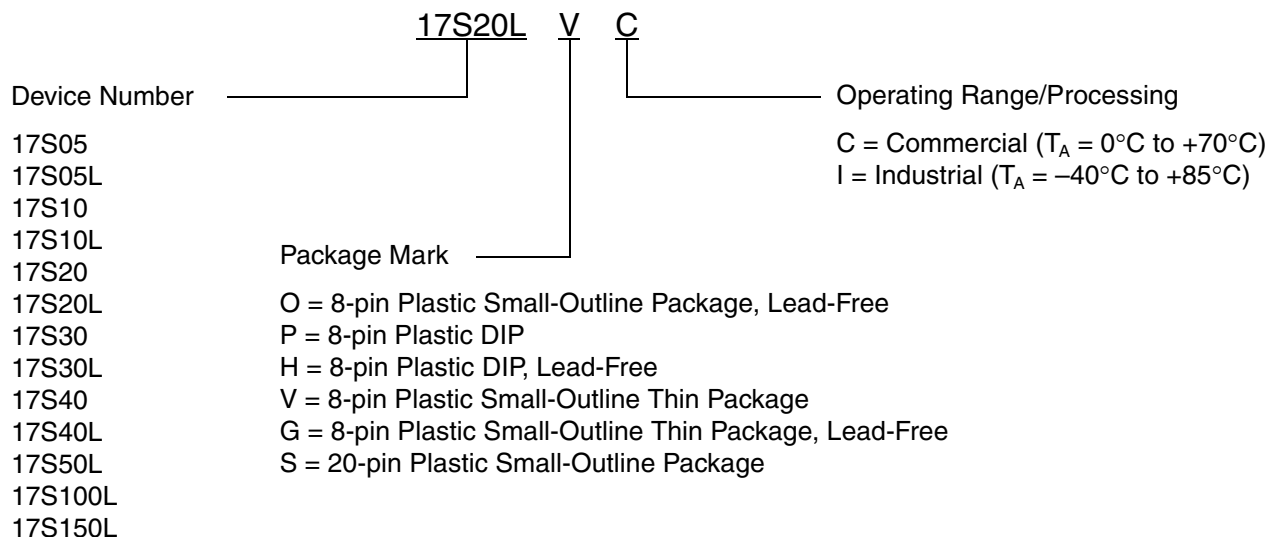 17S20L V C
Device Number
17S05
17S05L
17S10
17S10L
17S20
17S20L
17S30
17S30L
17S40
17S40L
17S50L
17S100L
17S150L
Package Mark
O = 8-pin Plastic Small-Outline Package, Lead-Free
P = 8-pin Plastic DIP
H = 8-pin Plastic DIP, Lead-Free
V = 8-pin Plastic Small-Outline Thin Package
G = 8-pin Plastic Small-Outline Thin Package, Lead-Free
S = 20-pin Plastic Small-Outline Package
Operating Range/Processing
C = Commercial (TA = 0°C to +70°C)
I = Industrial (TA = –40°C to +85°C)